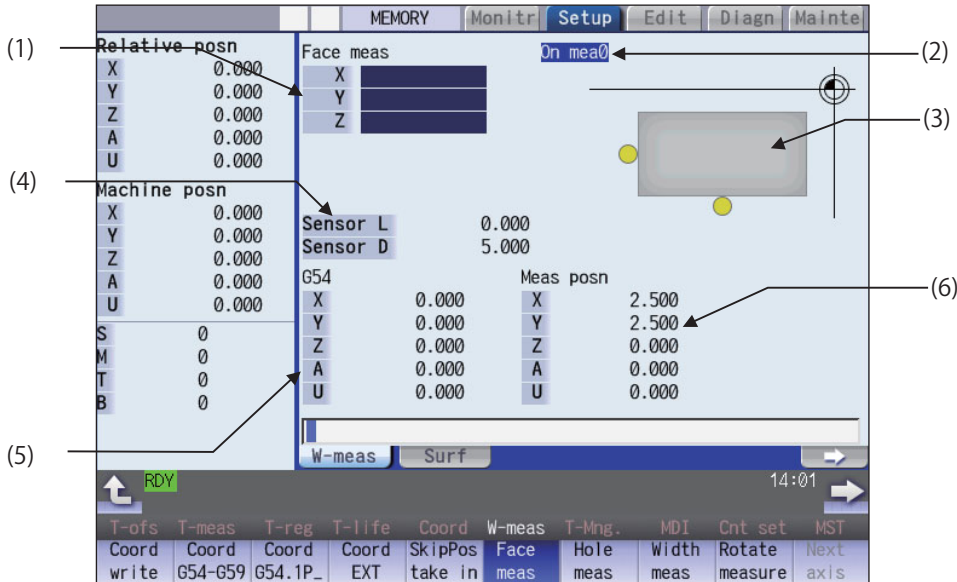 MEMORY Monitr Setup Edit Diagn Mainte
(1)
(2)
(3)
(4)
(5)
(6)
Relative posn
X 0.000
Y 0.000
Z 0.000
A 0.000
U 0.000
Machine posn
X 0.000
Y 0.000
Z 0.000
A 0.000
U 0.000
S 0
M 0
T 0
B 0
Face meas On mea0
X
Y
Z
Sensor L 0.000
Sensor D 5.000
G54 Meas posn
X 0.000 X 2.500
Y 0.000 Y 2.500
Z 0.000 Z 0.000
A 0.000 A 0.000
U 0.000 U 0.000
W-meas Surf
RDY 14:01
T-ofs T-meas T-reg T-life Coord W-meas T-Mng. MDI Cnt set MST
Coord Coord Coord Coord SkipPos Face Hole Width Rotate Next
write G54-G59 G54.1P_ EXT take in meas meas meas measure axis